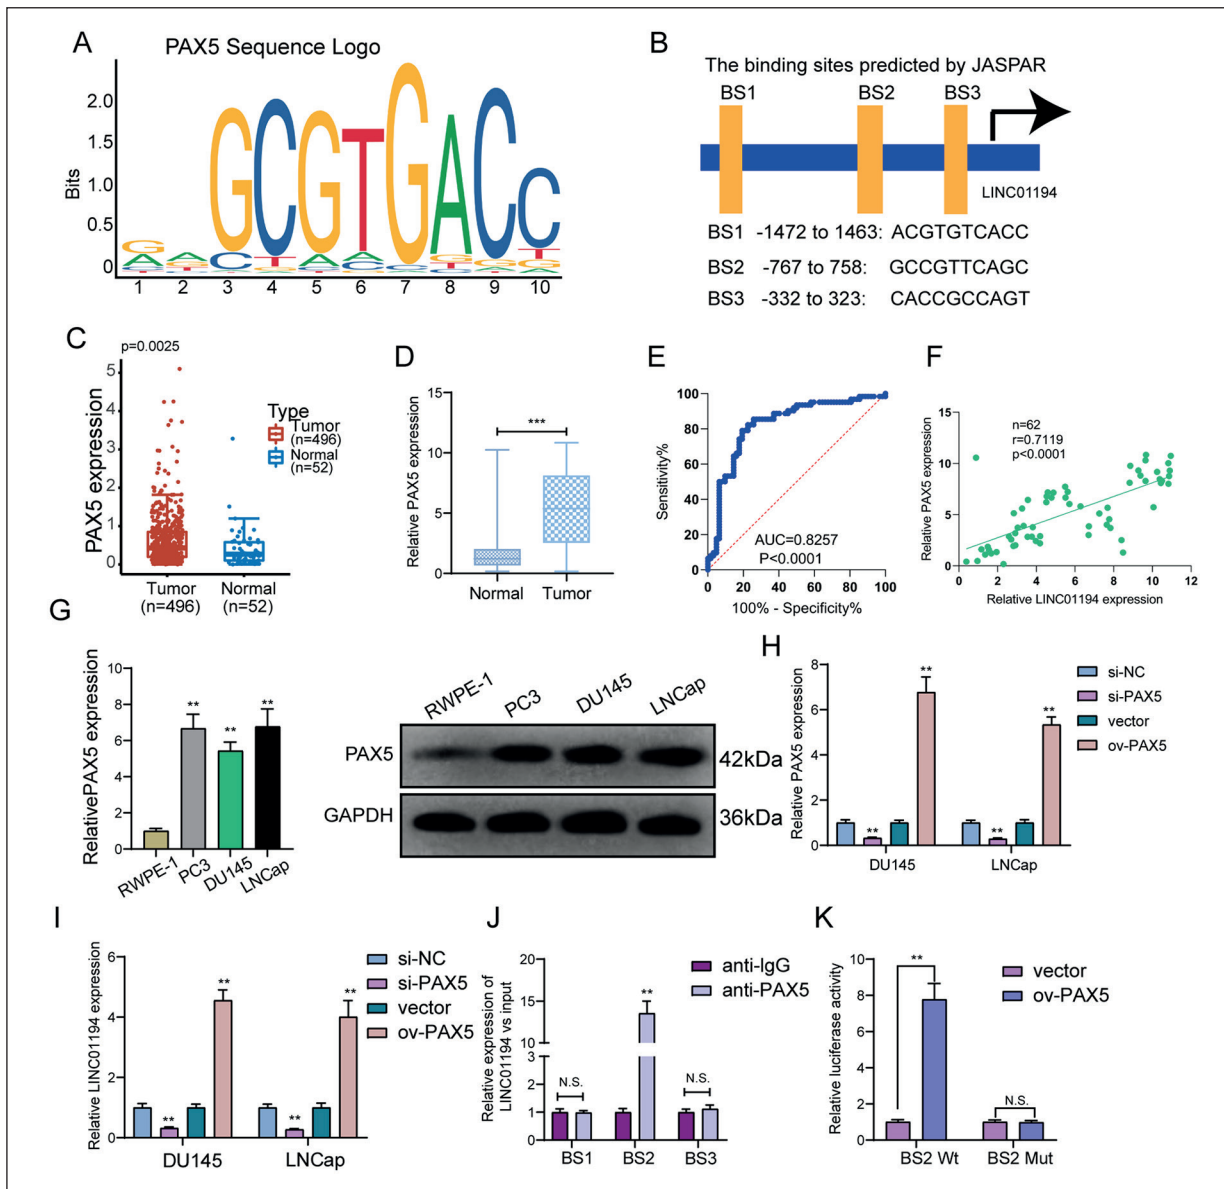 A
PAX5 Sequence Logo
Bits
2.0
1.5
1.0
0.5
0
G C G T G A C C
1 2 3 4 5 6 7 8 9 10
B
The binding sites predicted by JASPAR
BS1 BS2 BS3
LINC01194
BS1 -1472 to 1463: ACGTGTCACC
BS2 -767 to 758: GCCGTTCAGC
BS3 -332 to 323: CACCGCCAGT
C
p=0.0025
PAX5 expression
5
4
3
2
1
0
Type
Tumor
(n=496)
Normal
(n=52)
Tumor Normal
(n=496) (n=52)
D
Relative PAX5 expression
15
10
5
0
***
Normal Tumor
E
Sensitivity%
100
80
60
40
20
0
AUC=0.8257
P<0.0001
0 20 40 60 80 100
100% - Specificity%
F
Relative PAX5 expression
15
10
5
0
n=62
r=0.7119
p<0.0001
0 2 4 6 8 10 12
Relative LINC01194 expression
G
RelativePAX5 expression
10
8
6
4
2
0
** ** **
RWPE-1 PC3 DU145 LNCap
RWPE-1 PC3 DU145 LNCap
PAX5 42kDa
GAPDH 36kDa
H
Relative PAX5 expression
8
6
4
2
0
** ** ** **
DU145 LNCap
si-NC
si-PAX5
vector
ov-PAX5
I
Relative LINC01194 expression
6
4
2
0
** ** ** **
DU145 LNCap
si-NC
si-PAX5
vector
ov-PAX5
J
Relative expression of
LINC01194 vs input
20
15
10
3
2
1
0
N.S. ** N.S.
BS1 BS2 BS3
anti-IgG
anti-PAX5
K
Relative luciferase activity
10
8
6
4
2
0
** N.S.
BS2 Wt BS2 Mut
vector
ov-PAX5